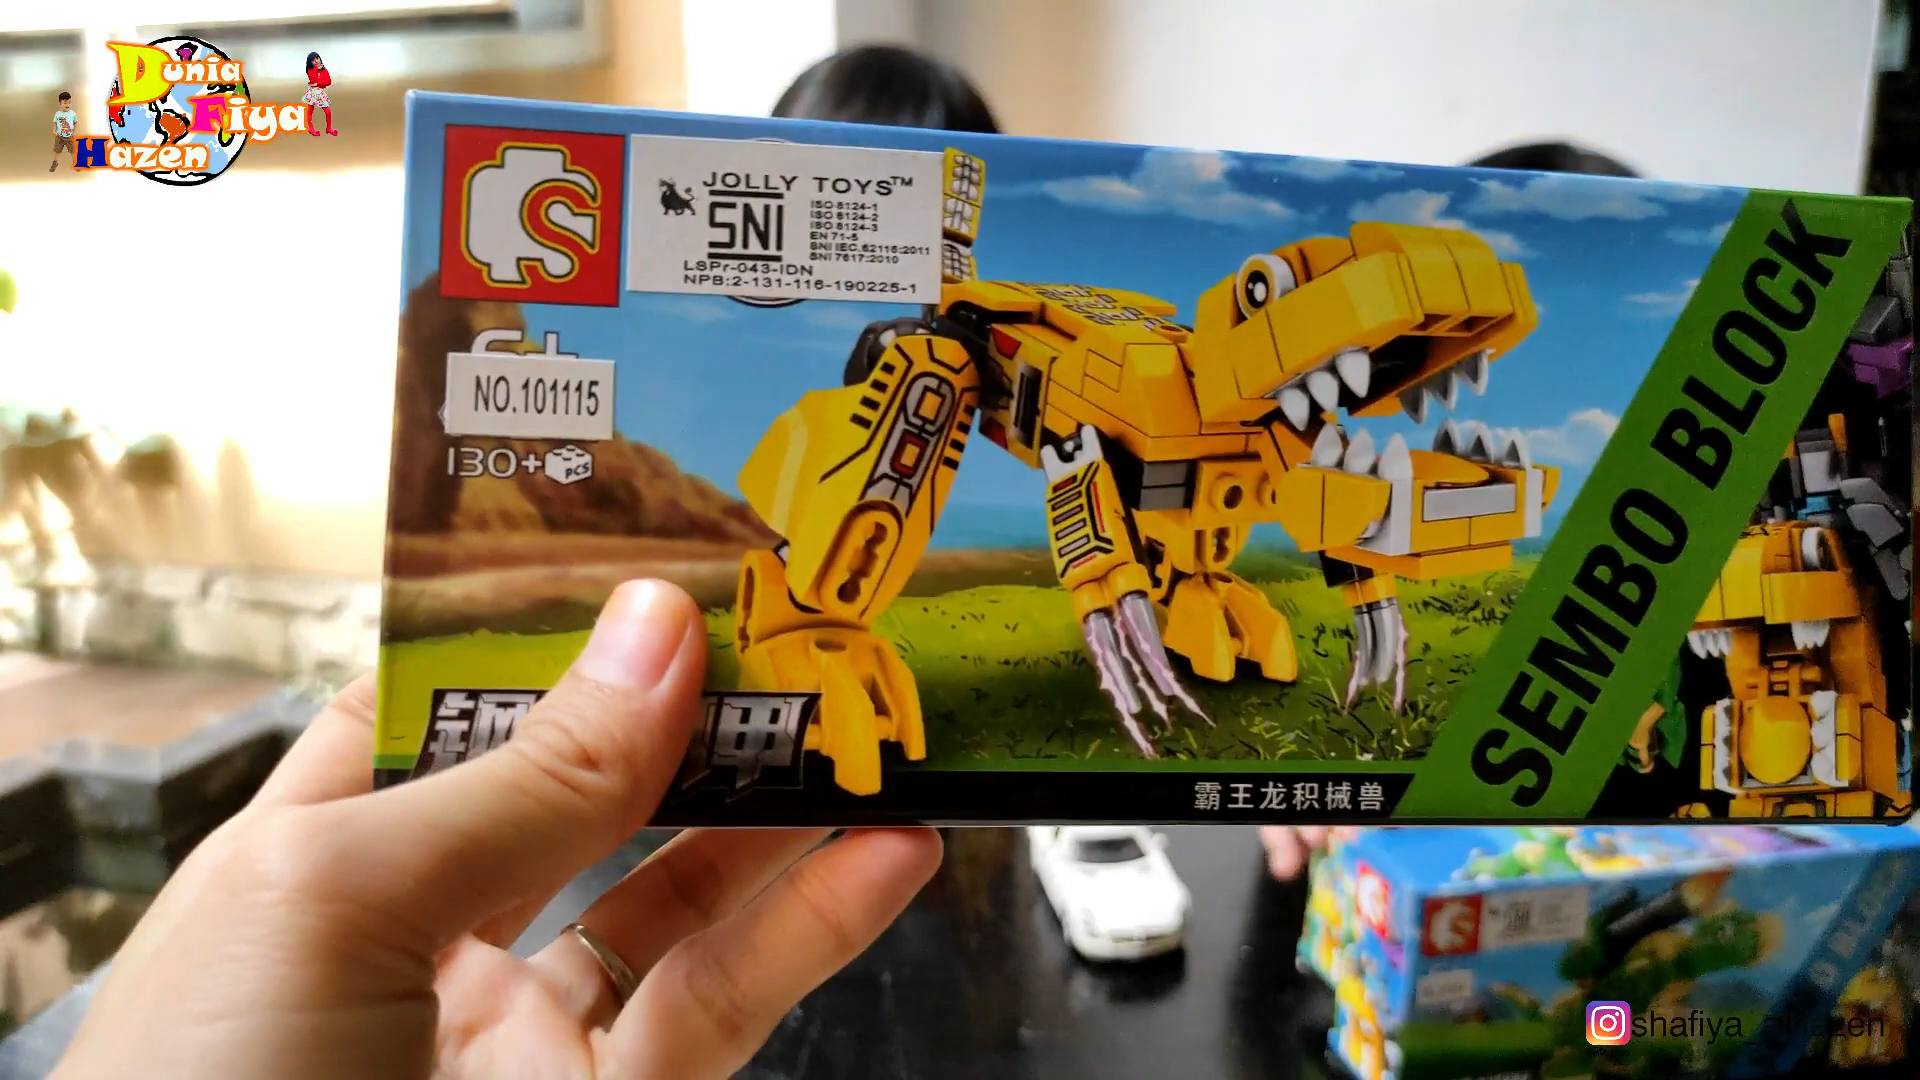 Dunia
Fiya
Hazen
JOLLY TOYS™
SNI
ISO 8124-1
ISO 8124-2
ISO 8124-3
EN 71-5
SNI IEC.62115:2011
SNI 7617:2010
LSPr-043-IDN
NPB:2-131-116-190225-1
S
6+
NO.101115
130+PCS
SEMBO BLOCK
霸王龙积械兽